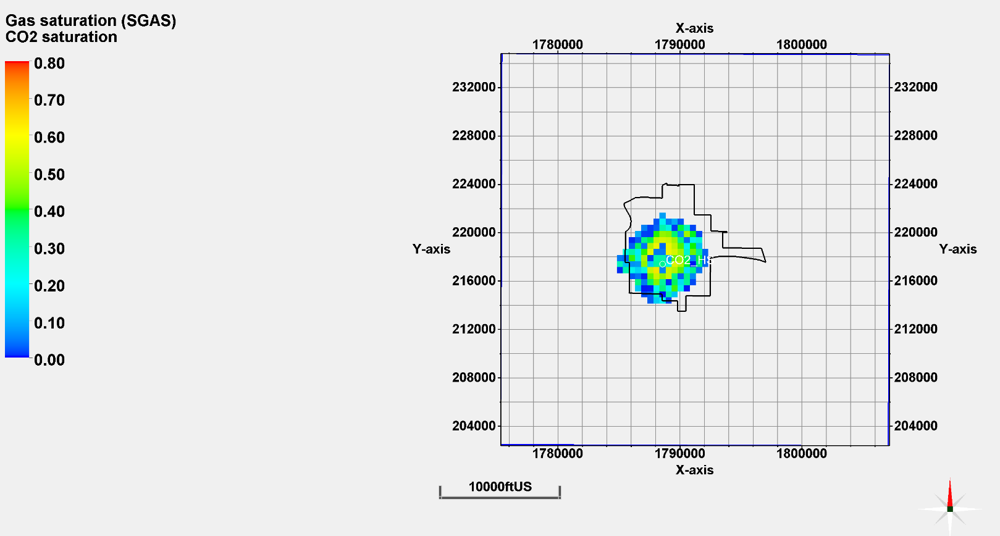 Gas saturation (SGAS)
CO2 saturation
0.80
0.70
0.60
0.50
0.40
0.30
0.20
0.10
0.00
X-axis
1780000 1790000 1800000
232000 232000
228000 228000
224000 224000
220000 220000
Y-axis Y-axis
CO2_HS
216000 216000
212000 212000
208000 208000
204000 204000
1780000 1790000 1800000
X-axis
10000ftUS